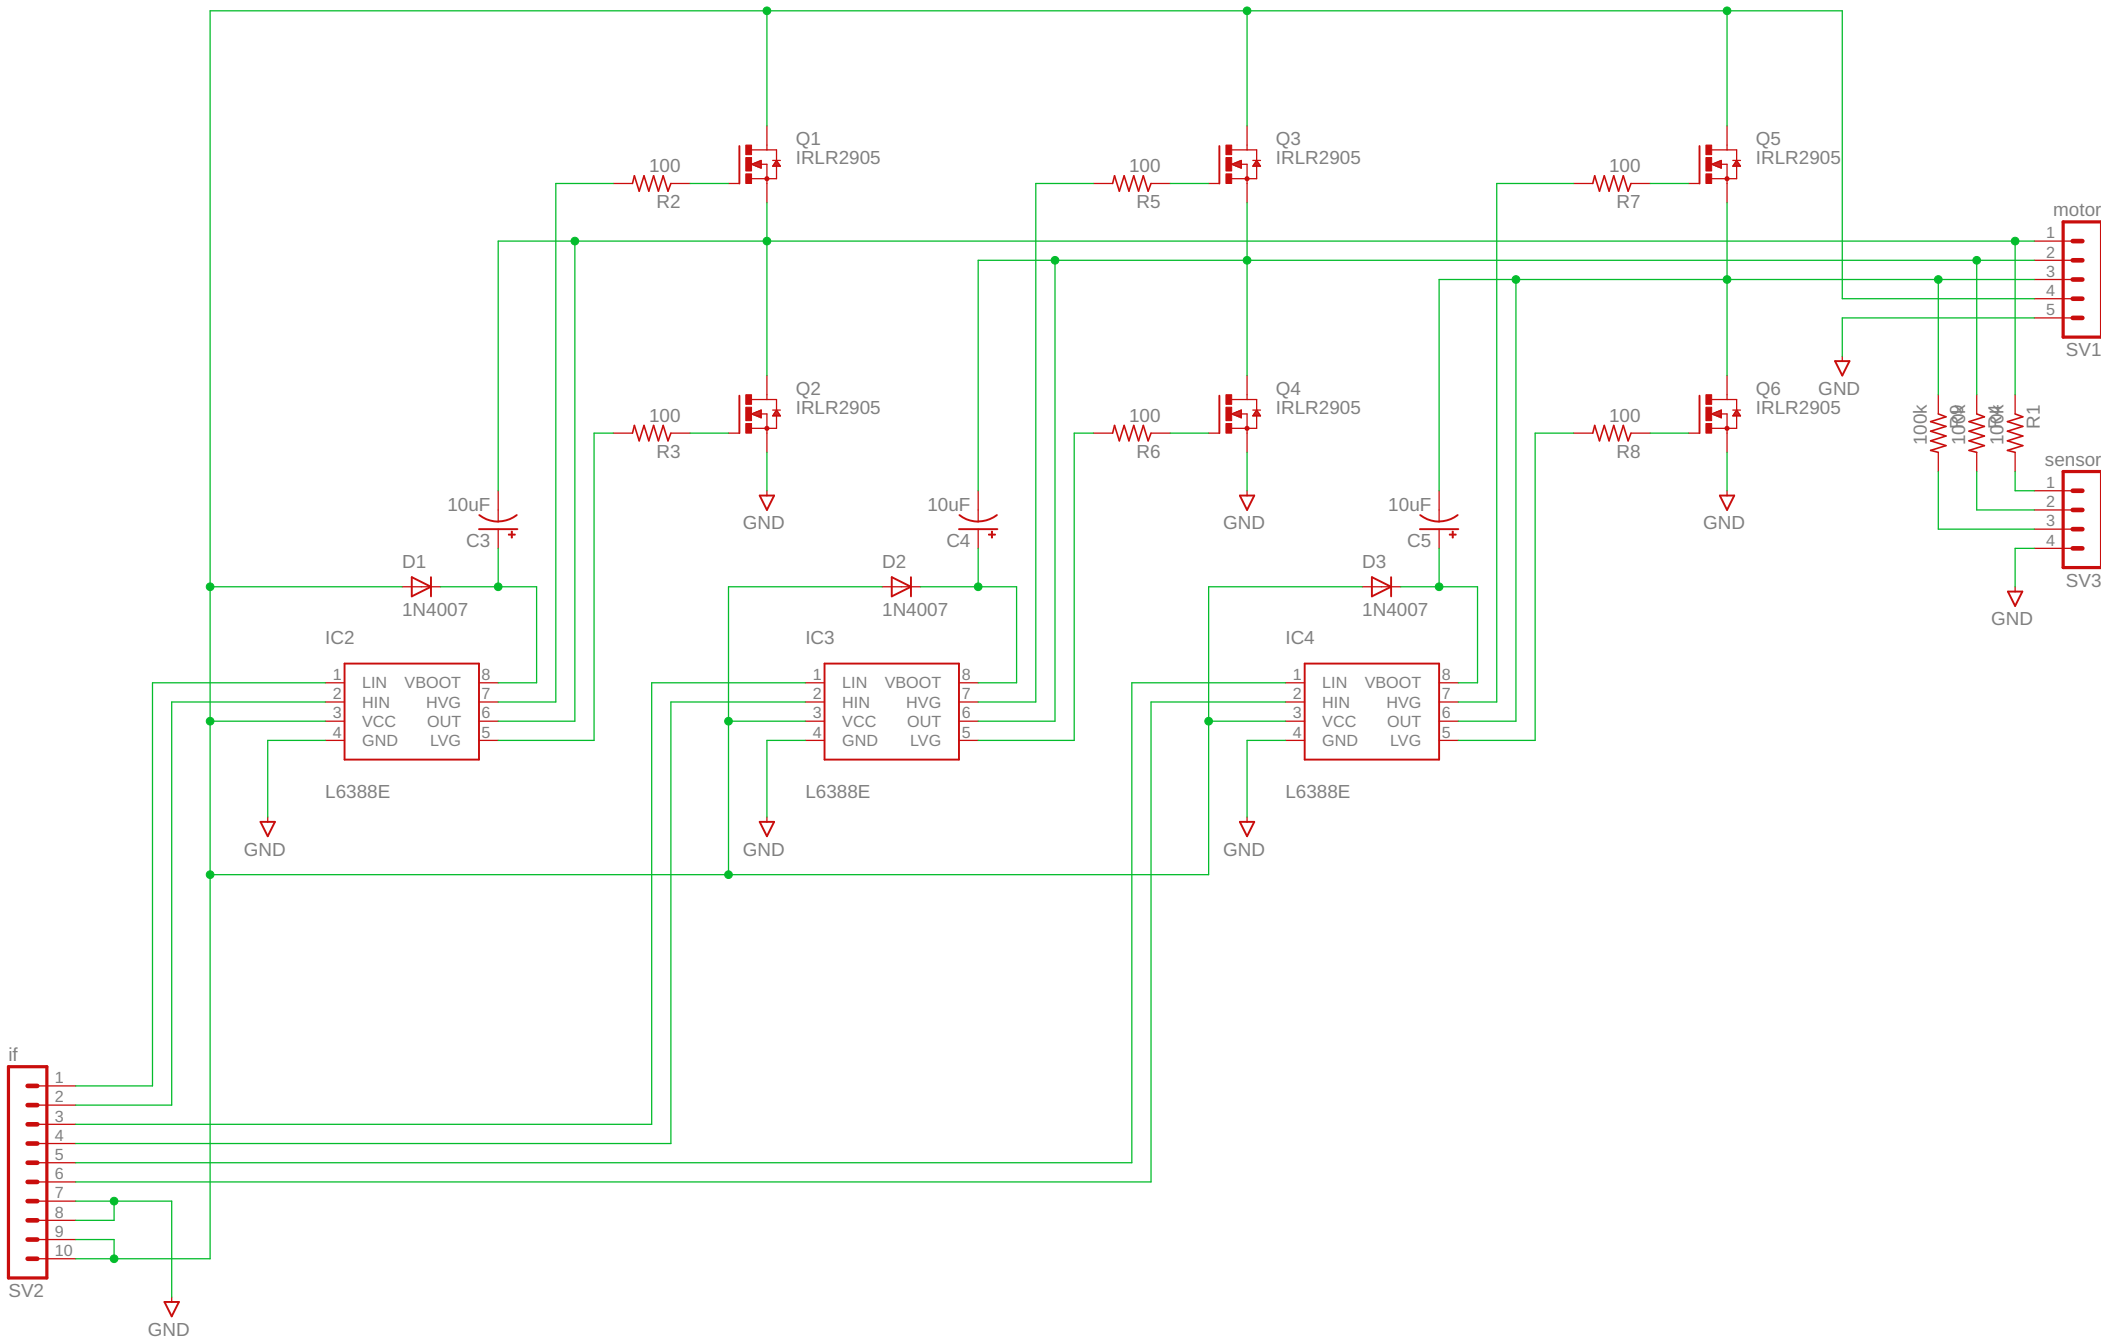 Q1
IRLR2905
100
R2
Q3
IRLR2905
100
R5
Q5
IRLR2905
100
R7
motor
1
2
3
4
5
SV1
GND
Q2
IRLR2905
100
R3
GND
Q4
IRLR2905
100
R6
GND
Q6
IRLR2905
100
R8
GND
100k
100k
100k
R1
sensor
1
2
3
4
SV3
GND
10uF
C3
D1
1N4007
10uF
C4
D2
1N4007
10uF
C5
D3
1N4007
IC2
1 LIN VBOOT 8
2 HIN HVG 7
3 VCC OUT 6
4 GND LVG 5
L6388E
GND
IC3
1 LIN VBOOT 8
2 HIN HVG 7
3 VCC OUT 6
4 GND LVG 5
L6388E
GND
IC4
1 LIN VBOOT 8
2 HIN HVG 7
3 VCC OUT 6
4 GND LVG 5
L6388E
GND
if
1
2
3
4
5
6
7
8
9
10
SV2
GND